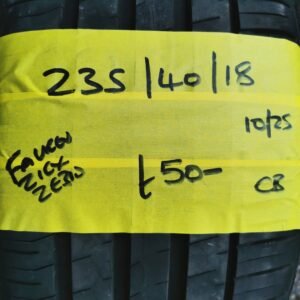 235/40/18
10/25
FALKEN
ZIEX
ZE310
£50-
CB